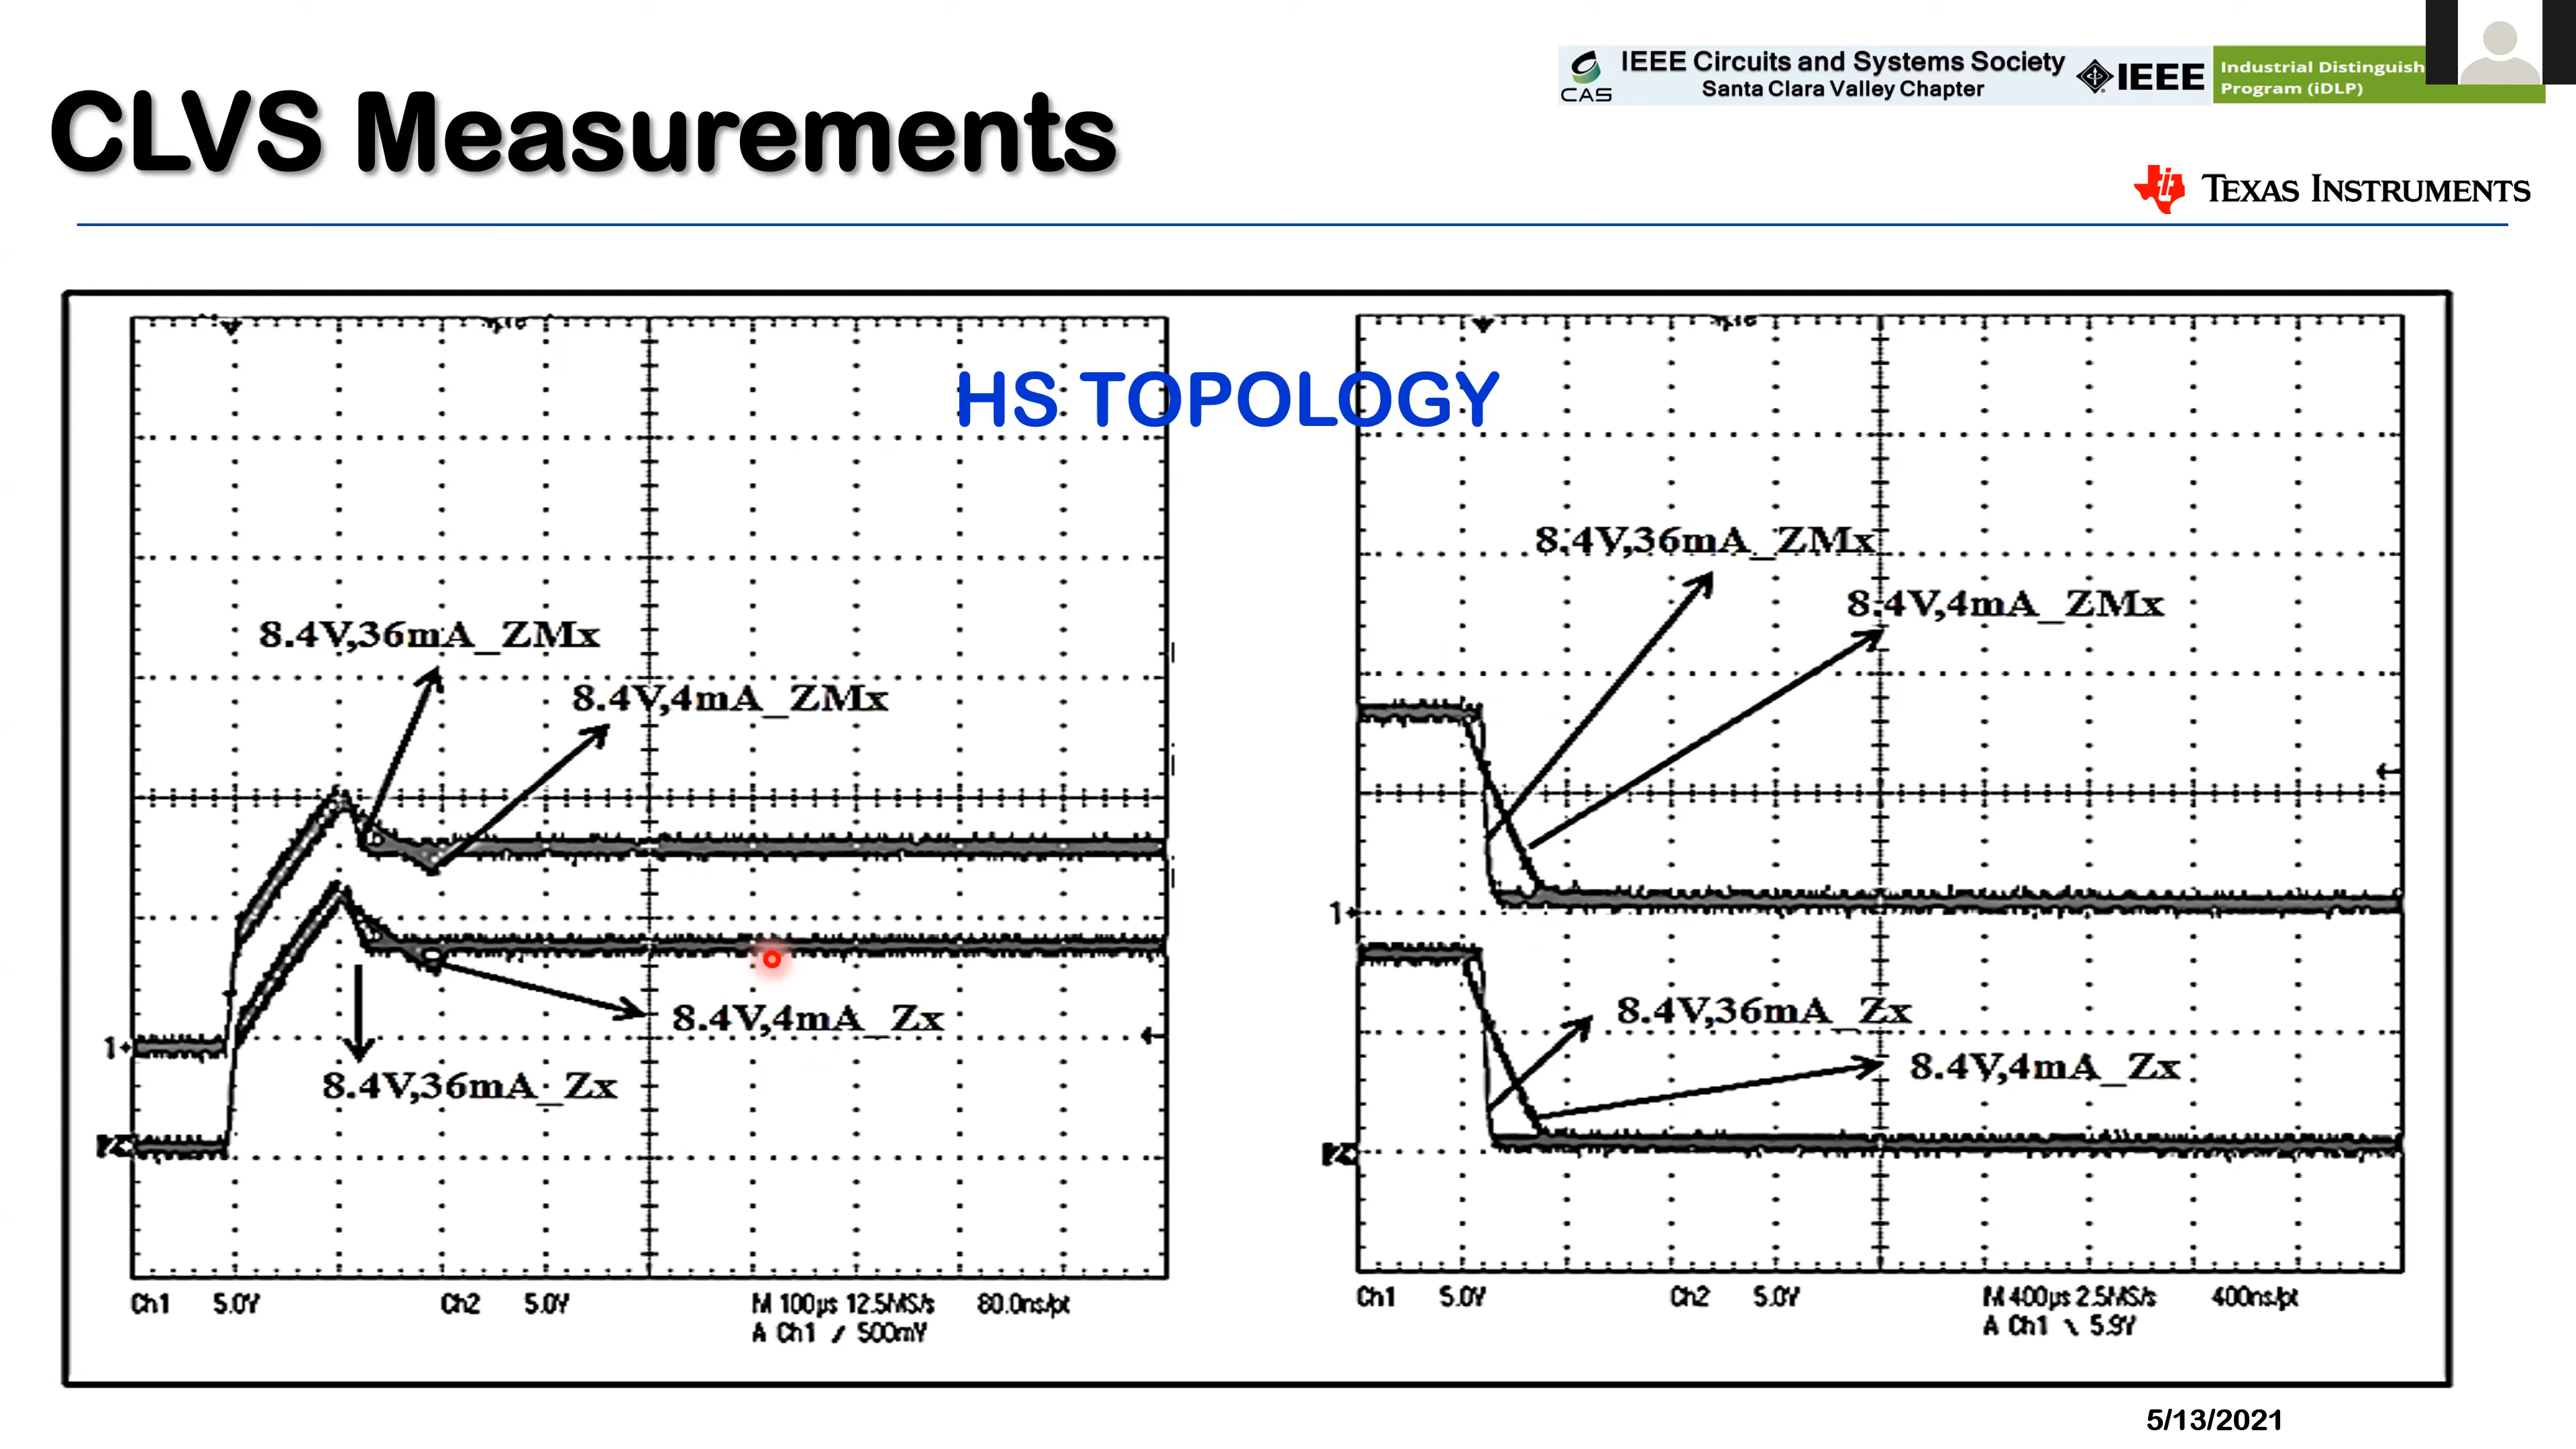 IEEE Circuits and Systems Society
Santa Clara Valley Chapter
CAS
IEEE
Industrial Distinguish
Program (iDLP)
CLVS Measurements
TEXAS INSTRUMENTS
HS TOPOLOGY
8.4V,36mA_ZMx
8.4V,4mA_ZMx
8.4V,4mA_Zx
8.4V,36mA_Zx
1
2
Ch1 5.0V Ch2 5.0V M 100µs 12.5MS/s 80.0ns/pt
A Ch1 / 500mV
8.4V,36mA_ZMx
8.4V,4mA_ZMx
8.4V,36mA_Zx
8.4V,4mA_Zx
1
2
Ch1 5.0V Ch2 5.0V M 400µs 2.5MS/s 400ns/pt
A Ch1 \ 5.9V
5/13/2021